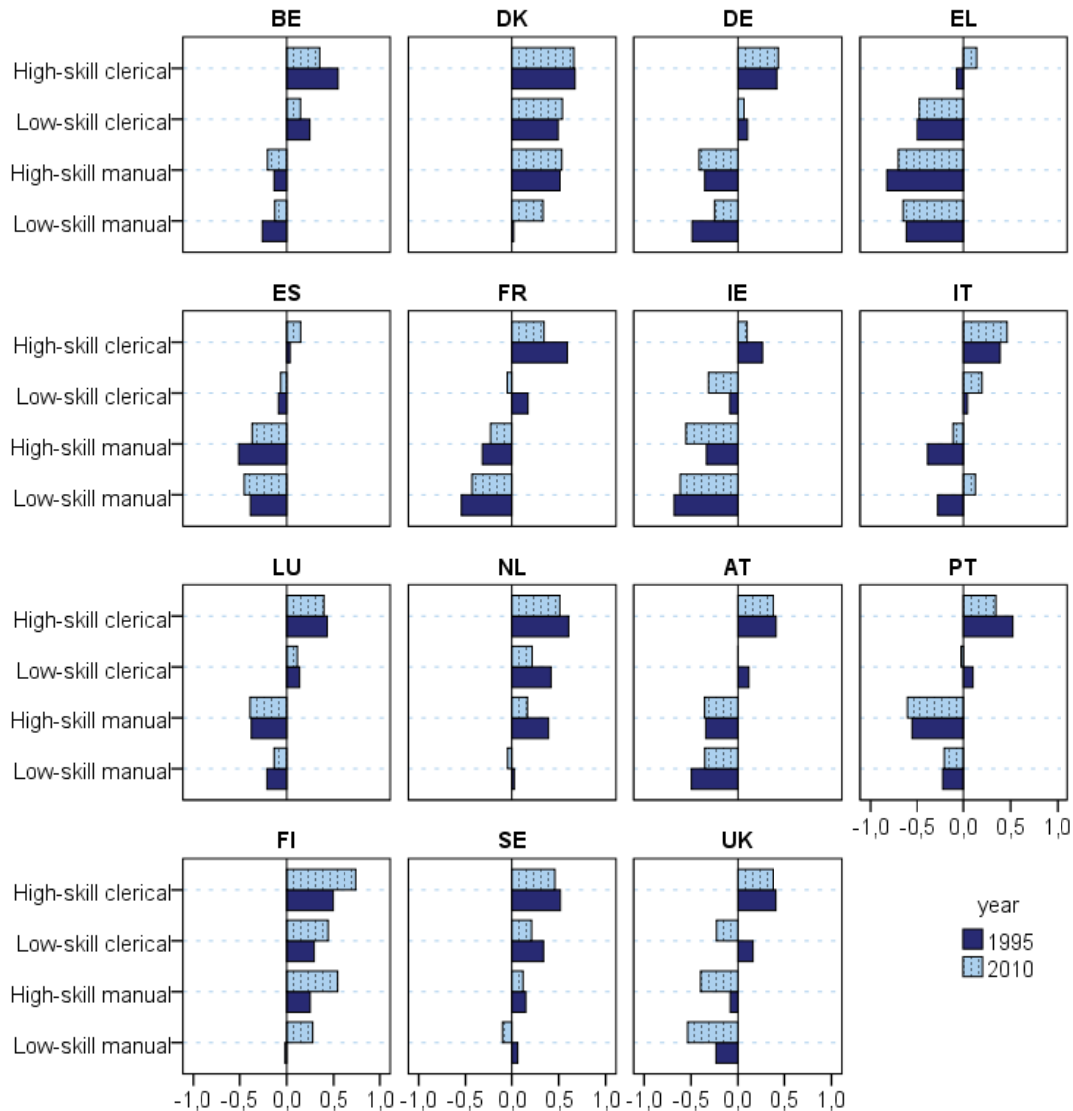 BE DK DE EL
High-skill clerical
Low-skill clerical
High-skill manual
Low-skill manual
ES FR IE IT
High-skill clerical
Low-skill clerical
High-skill manual
Low-skill manual
LU NL AT PT
High-skill clerical
Low-skill clerical
High-skill manual
Low-skill manual
-1,0 -0,5 0,0 0,5 1,0
FI SE UK
High-skill clerical
Low-skill clerical
High-skill manual
Low-skill manual
year
1995
2010
-1,0 -0,5 0,0 0,5 1,0 -1,0 -0,5 0,0 0,5 1,0 -1,0 -0,5 0,0 0,5 1,0